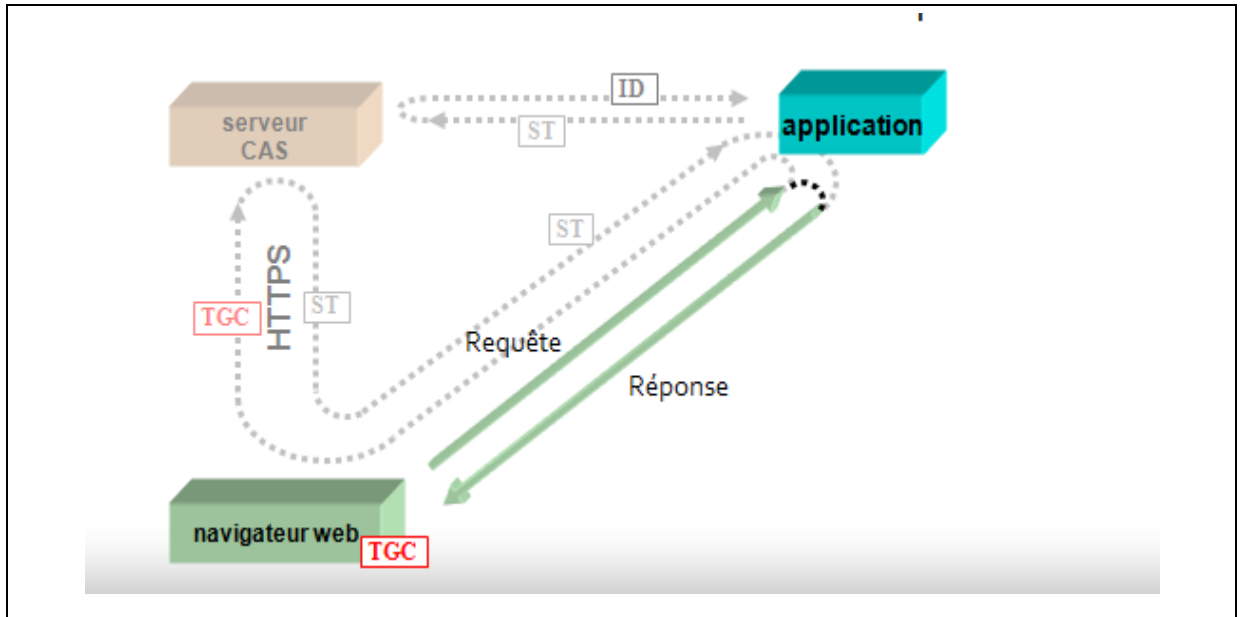 ID
serveur
CAS
ST
application
ST
HTTPS
TGC
ST
Requête
Réponse
navigateur web
TGC